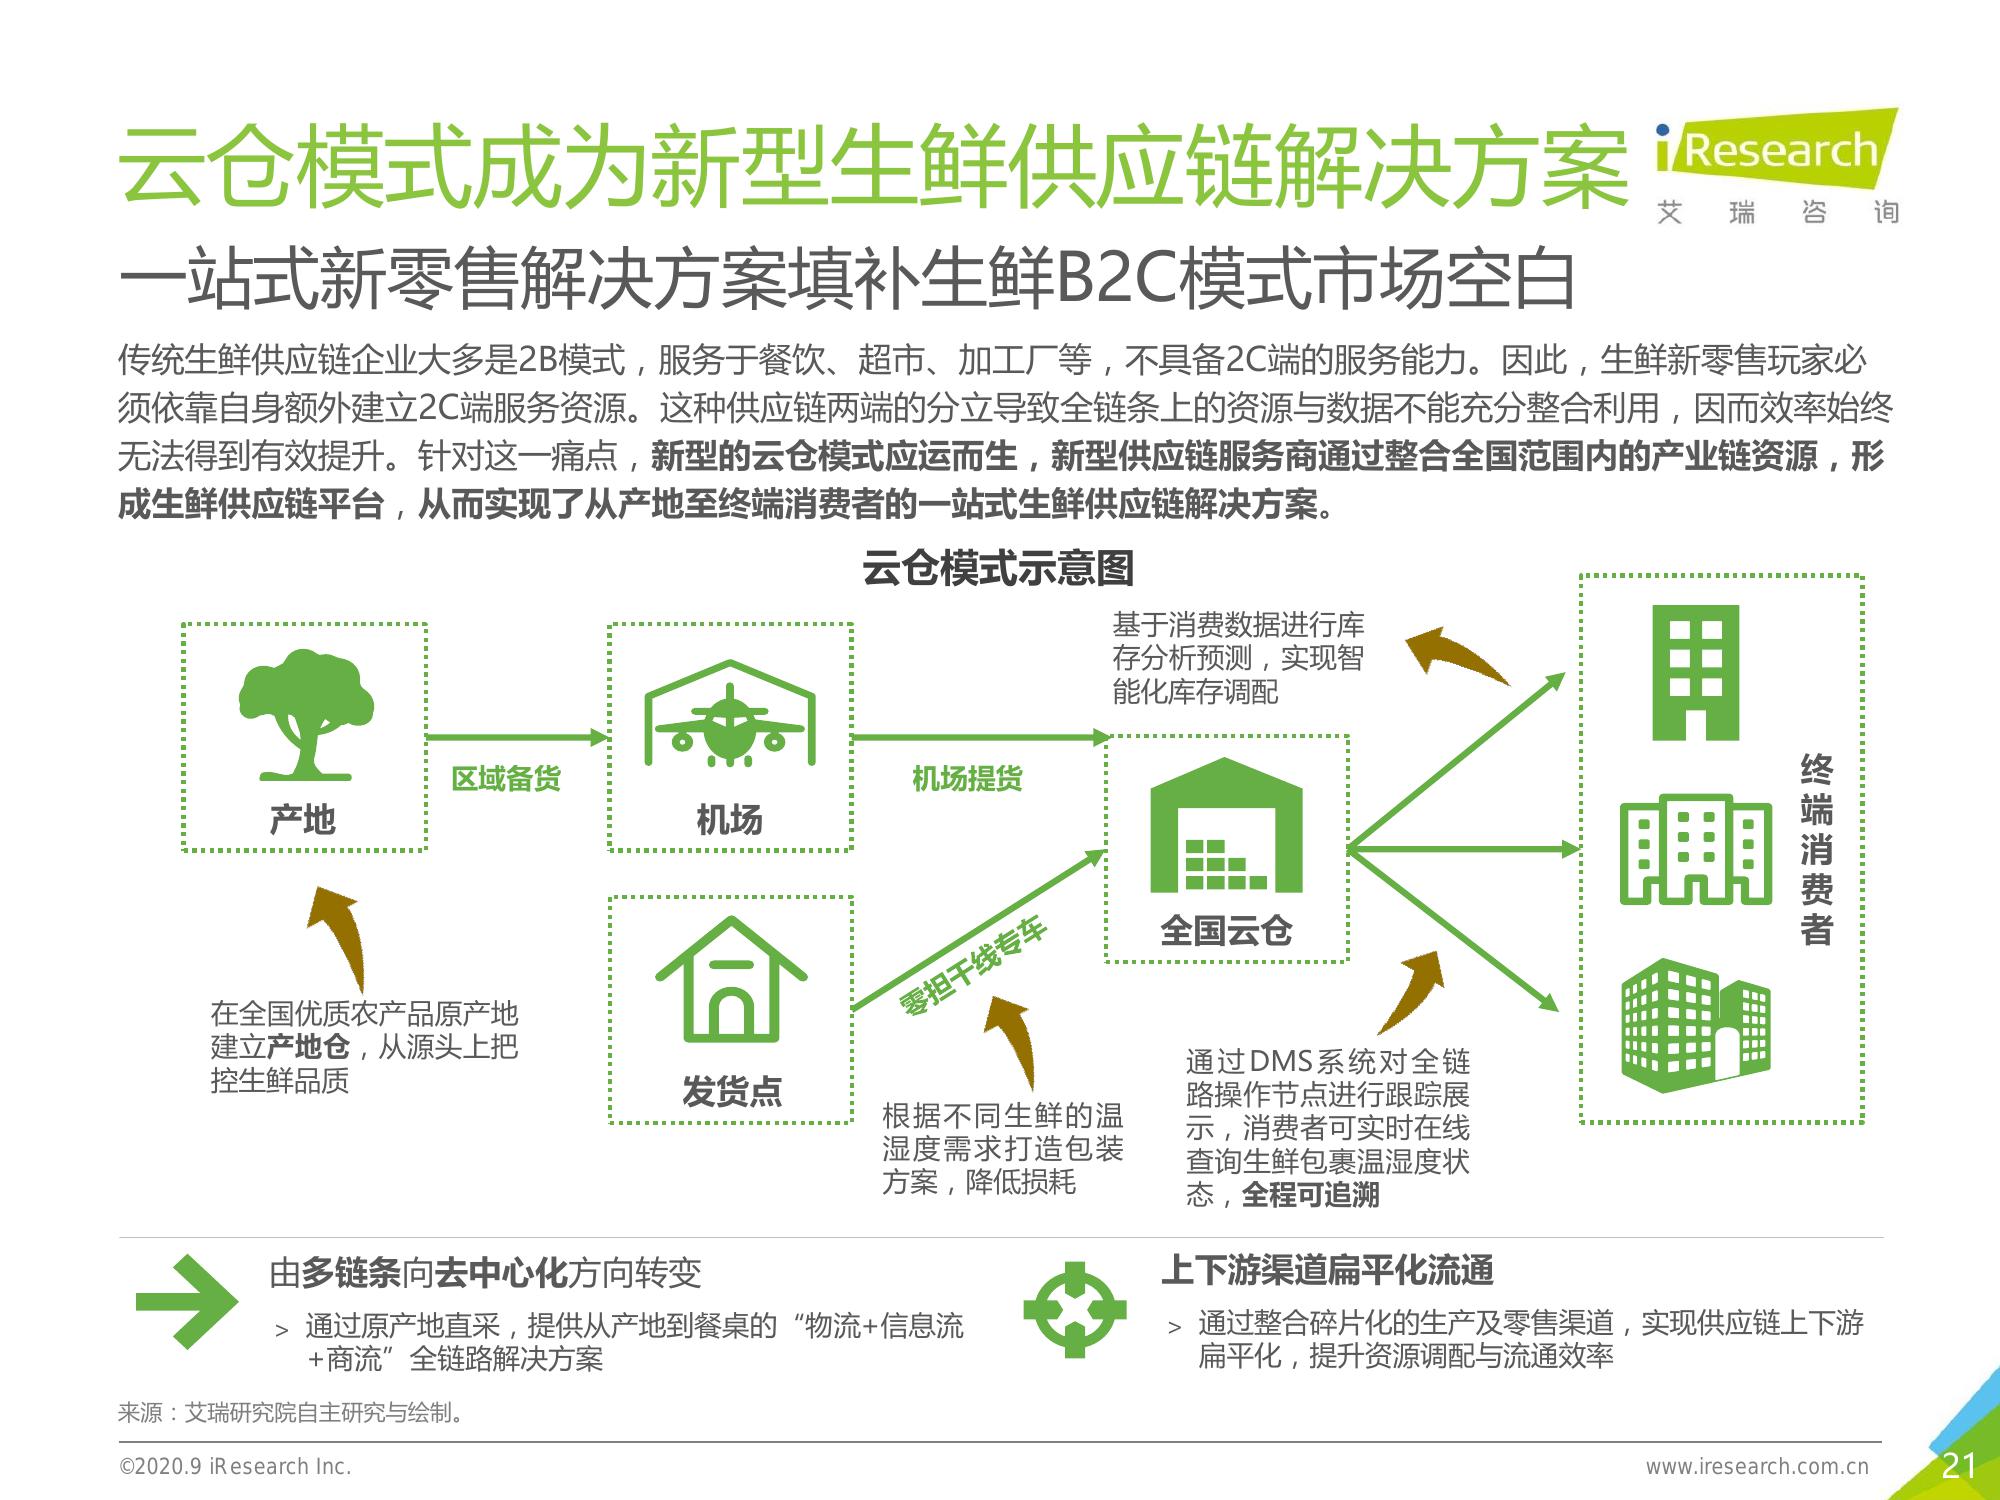 云仓模式成为新型生鲜供应链解决方案
iResearch
艾瑞咨询
一站式新零售解决方案填补生鲜B2C模式市场空白
传统生鲜供应链企业大多是2B模式，服务于餐饮、超市、加工厂等，不具备2C端的服务能力。因此，生鲜新零售玩家必
须依靠自身额外建立2C端服务资源。这种供应链两端的分立导致全链条上的资源与数据不能充分整合利用，因而效率始终
无法得到有效提升。针对这一痛点，新型的云仓模式应运而生，新型供应链服务商通过整合全国范围内的产业链资源，形
成生鲜供应链平台，从而实现了从产地至终端消费者的一站式生鲜供应链解决方案。
云仓模式示意图
产地
区域备货
机场
机场提货
基于消费数据进行库
存分析预测，实现智
能化库存调配
全国云仓
终端消费者
发货点
零担干线专车
在全国优质农产品原产地
建立产地仓，从源头上把
控生鲜品质
根据不同生鲜的温
湿度需求打造包装
方案，降低损耗
通过DMS系统对全链
路操作节点进行跟踪展
示，消费者可实时在线
查询生鲜包裹温湿度状
态，全程可追溯
由多链条向去中心化方向转变
> 通过原产地直采，提供从产地到餐桌的“物流+信息流
+商流”全链路解决方案
上下游渠道扁平化流通
> 通过整合碎片化的生产及零售渠道，实现供应链上下游
扁平化，提升资源调配与流通效率
来源：艾瑞研究院自主研究与绘制。
©2020.9 iResearch Inc.
www.iresearch.com.cn
21